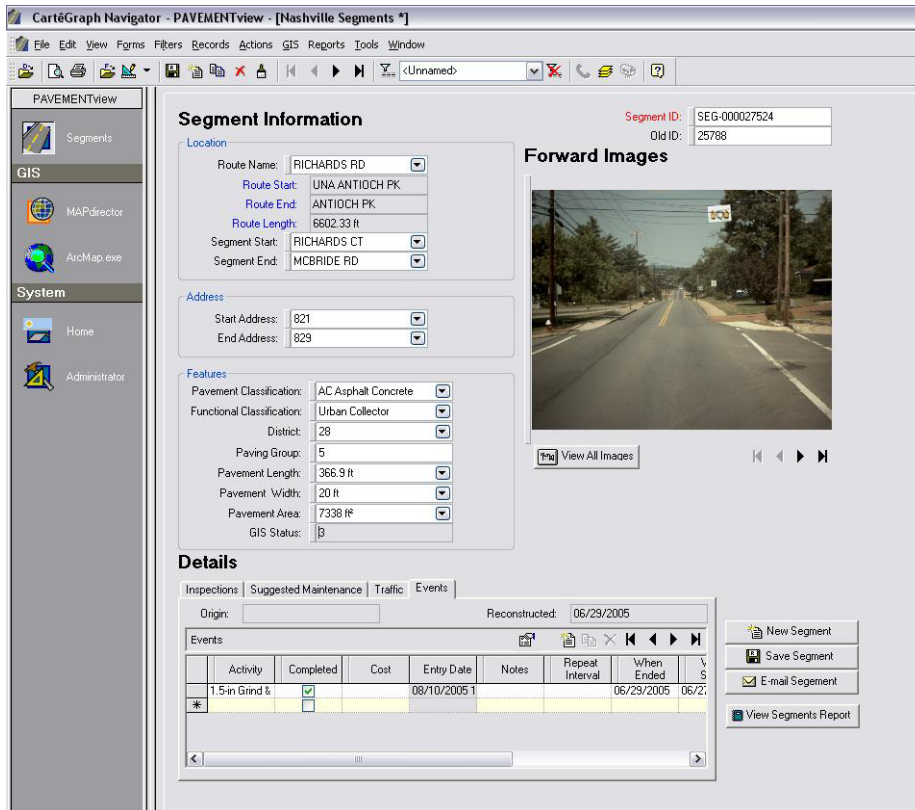 CartêGraph Navigator - PAVEMENTview - [Nashville Segments *]
File Edit View Forms Filters Records Actions GIS Reports Tools Window
<Unnamed>
PAVEMENTview
Segments
GIS
MAPdirector
ArcMap.exe
System
Home
Administrator
Segment Information
Segment ID: SEG-000027524
Old ID: 25788
Location
Route Name: RICHARDS RD
Route Start: UNA ANTIOCH PK
Route End: ANTIOCH PK
Route Length: 6602.33 ft
Segment Start: RICHARDS CT
Segment End: MCBRIDE RD
Forward Images
Address
Start Address: 821
End Address: 829
Features
Pavement Classification: AC Asphalt Concrete
Functional Classification: Urban Collector
District: 28
Paving Group: 5
Pavement Length: 366.9 ft
Pavement Width: 20 ft
Pavement Area: 7338 ft²
GIS Status: 3
View All Images
Details
Inspections Suggested Maintenance Traffic Events
Origin: Reconstructed: 06/29/2005
Events
Activity Completed Cost Entry Date Notes Repeat Interval When Ended
1.5-in Grind & 08/10/2005 1 06/29/2005 06/27
New Segment
Save Segment
E-mail Segement
View Segments Report